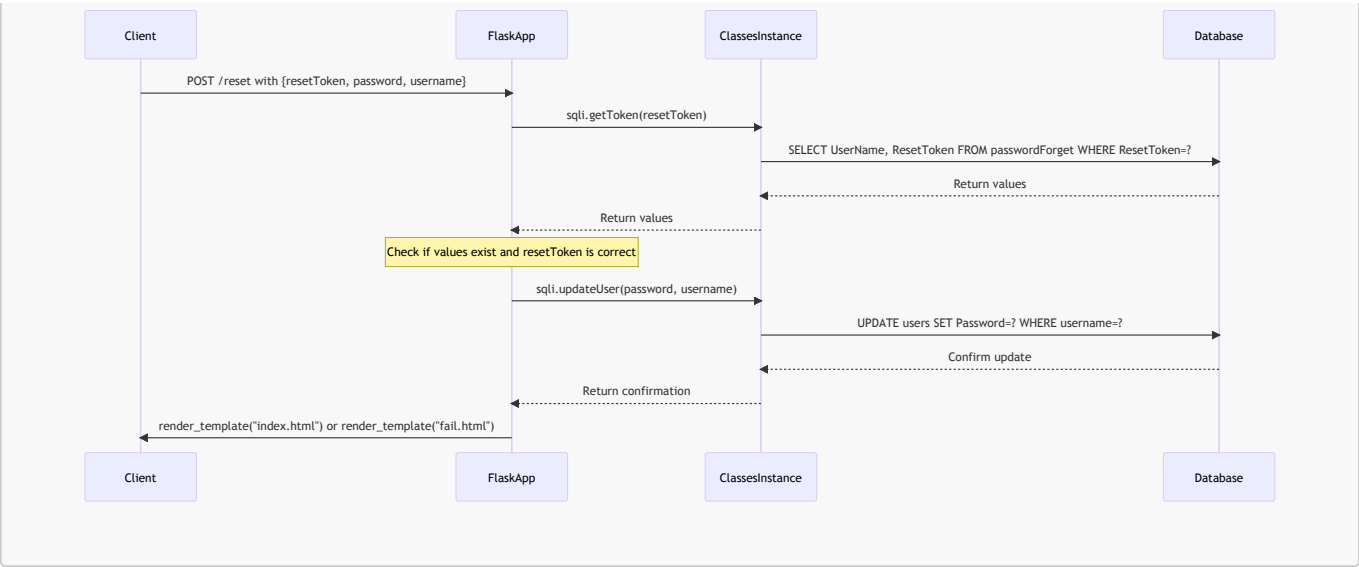 Client
FlaskApp
ClassesInstance
Database
POST /reset with {resetToken, password, username}
sqli.getToken(resetToken)
SELECT UserName, ResetToken FROM passwordForget WHERE ResetToken=?
Return values
Return values
Check if values exist and resetToken is correct
sqli.updateUser(password, username)
UPDATE users SET Password=? WHERE username=?
Confirm update
Return confirmation
render_template("index.html") or render_template("fail.html")
Client
FlaskApp
ClassesInstance
Database